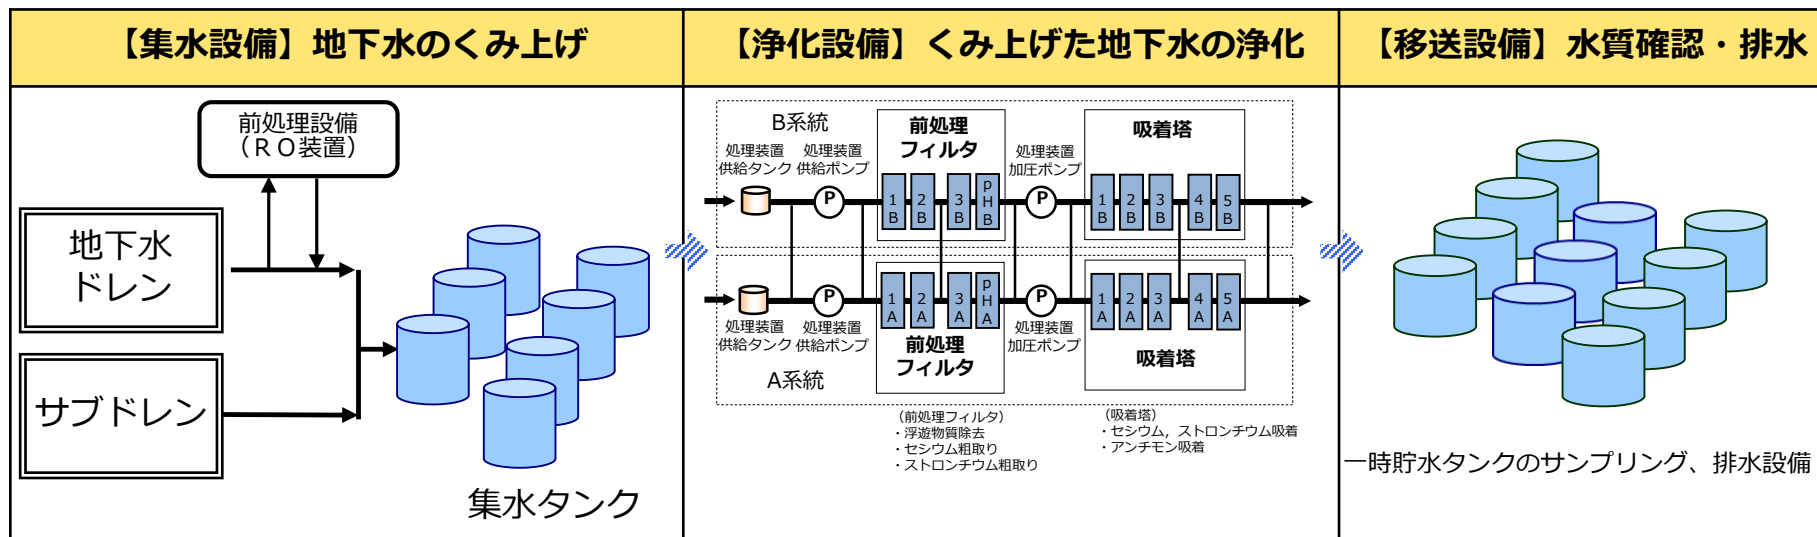 【集水設備】地下水のくみ上げ
前処理設備
（ＲＯ装置）
地下水
ドレン
サブドレン
集水タンク
【浄化設備】くみ上げた地下水の浄化
B系統
処理装置
供給タンク
処理装置
供給ポンプ
P
前処理
フィルタ
1B
2B
3B
pHB
処理装置
加圧ポンプ
P
吸着塔
1B
2B
3B
4B
5B
P
1A
2A
3A
pHA
P
1A
2A
3A
4A
5A
処理装置
供給タンク
処理装置
供給ポンプ
前処理
フィルタ
処理装置
加圧ポンプ
吸着塔
A系統
（前処理フィルタ）
・浮遊物質除去
・セシウム粗取り
・ストロンチウム粗取り
（吸着塔）
・セシウム，ストロンチウム吸着
・アンチモン吸着
【移送設備】水質確認・排水
一時貯水タンクのサンプリング、排水設備